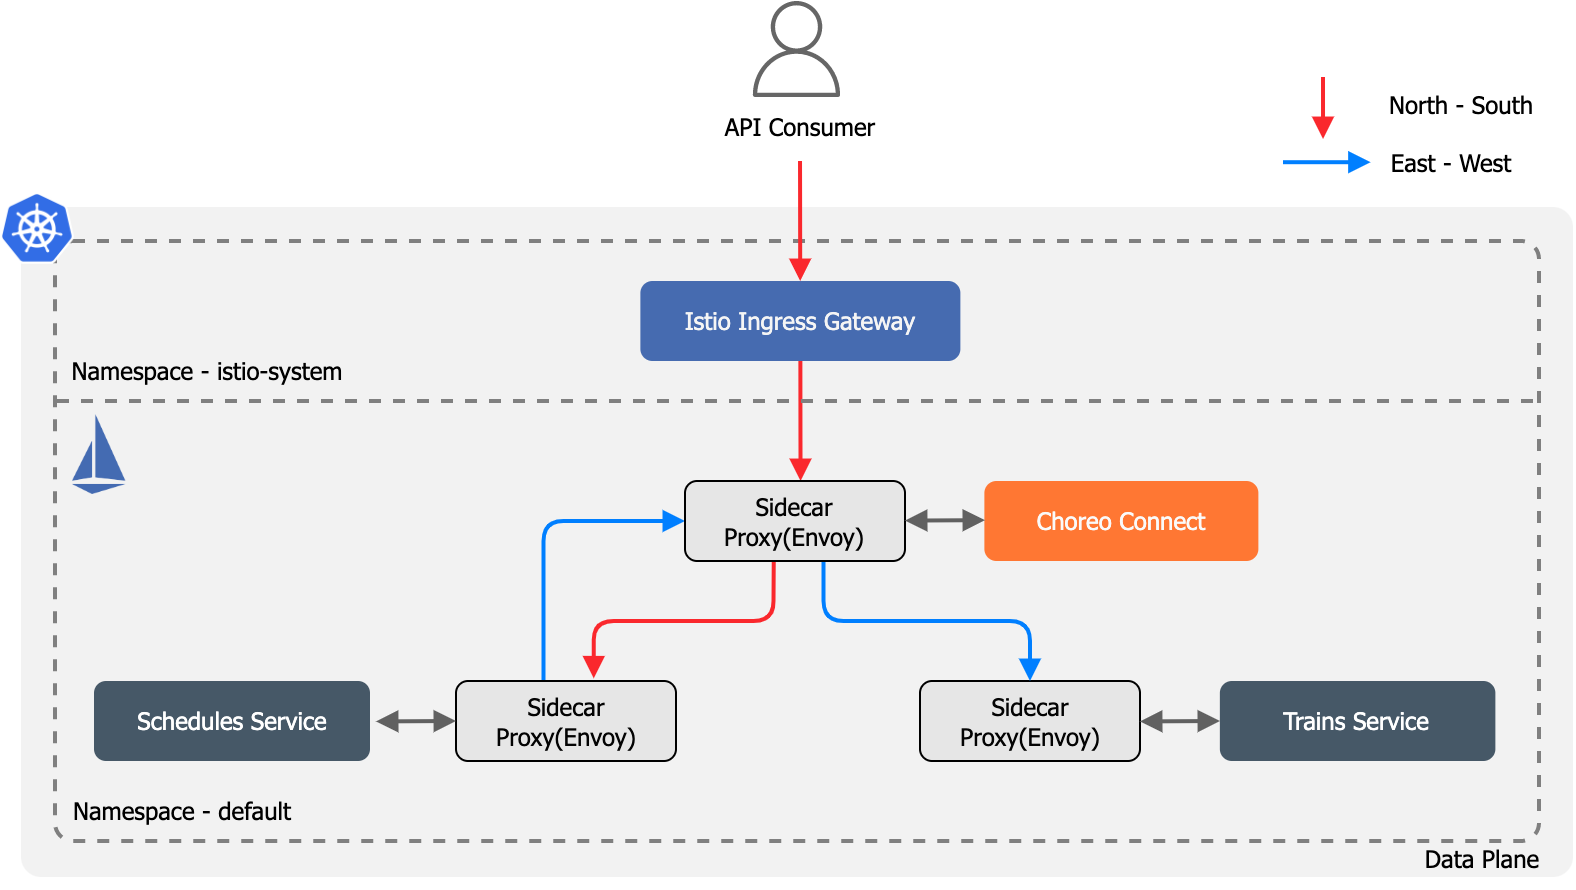 API Consumer
North - South
East - West
Istio Ingress Gateway
Namespace - istio-system
Sidecar
Proxy(Envoy)
Choreo Connect
Schedules Service
Sidecar
Proxy(Envoy)
Sidecar
Proxy(Envoy)
Trains Service
Namespace - default
Data Plane